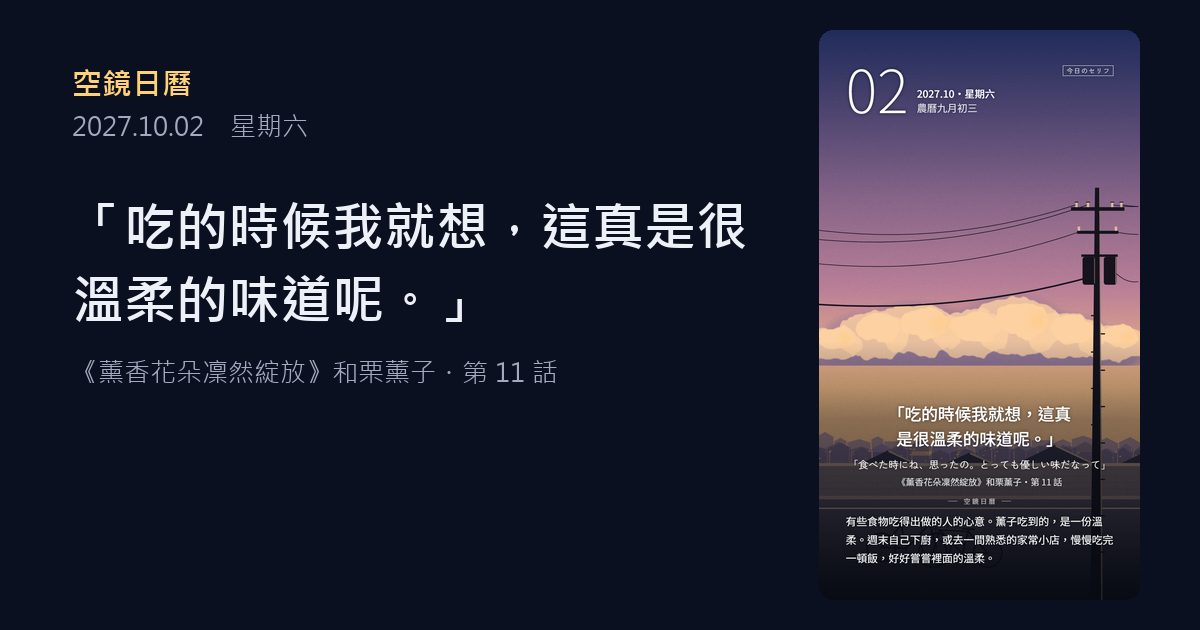 空鏡日曆
2027.10.02　星期六
「吃的時候我就想，這真是很
溫柔的味道呢。」
《薰香花朵凜然綻放》和栗薰子・第 11 話
今日のセリフ
02
2027.10・星期六
農曆九月初三
「吃的時候我就想，這真
是很溫柔的味道呢。」
「食べた時にね、思ったの。とっても優しい味だなって」
《薰香花朵凜然綻放》和栗薰子・第 11 話
空鏡日曆
有些食物吃得出做的人的心意。薰子吃到的，是一份溫
柔。週末自己下廚，或去一間熟悉的家常小店，慢慢吃完
一頓飯，好好嘗嘗裡面的溫柔。